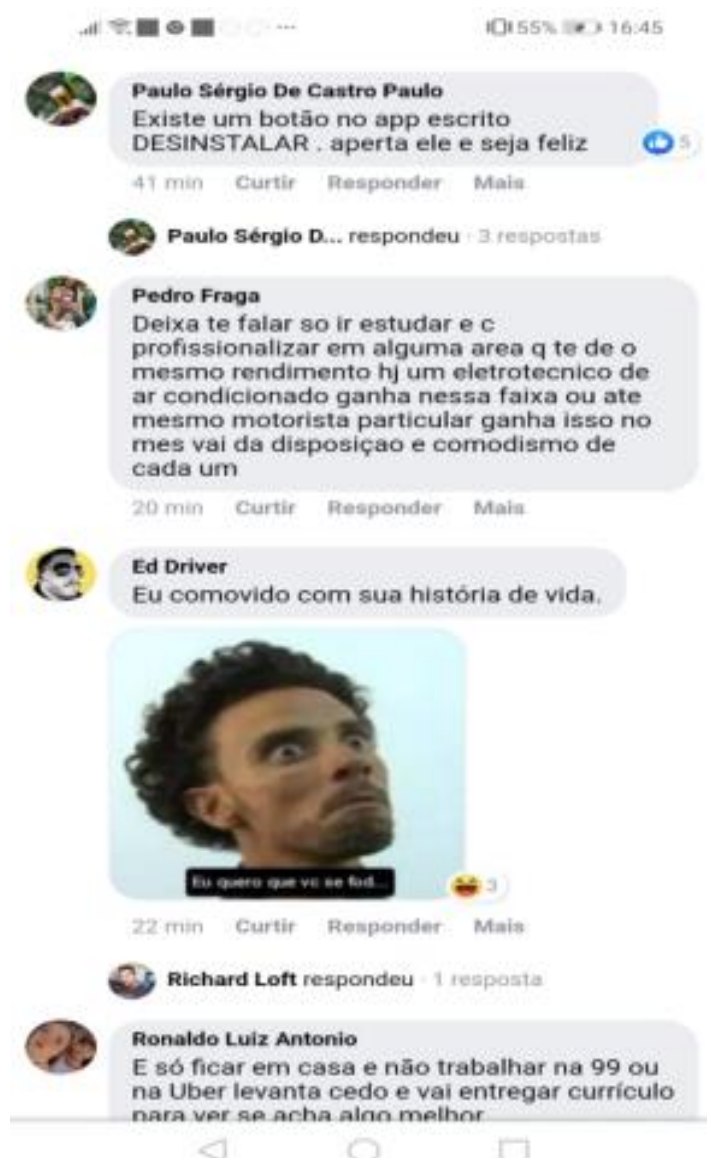 55% 16:45
Paulo Sérgio De Castro Paulo
Existe um botão no app escrito
DESINSTALAR . aperta ele e seja feliz
5
41 min Curtir Responder Mais
Paulo Sérgio D... respondeu · 3 respostas
Pedro Fraga
Deixa te falar so ir estudar e c
profissionalizar em alguma area q te de o
mesmo rendimento hj um eletrotecnico de
ar condicionado ganha nessa faixa ou ate
mesmo motorista particular ganha isso no
mes vai da disposiçao e comodismo de
cada um
20 min Curtir Responder Mais
Ed Driver
Eu comovido com sua história de vida.
Eu quero que vc se fod...
3
22 min Curtir Responder Mais
Richard Loft respondeu · 1 resposta
Ronaldo Luiz Antonio
E só ficar em casa e não trabalhar na 99 ou
na Uber levanta cedo e vai entregar currículo
para ver se acha algo melhor